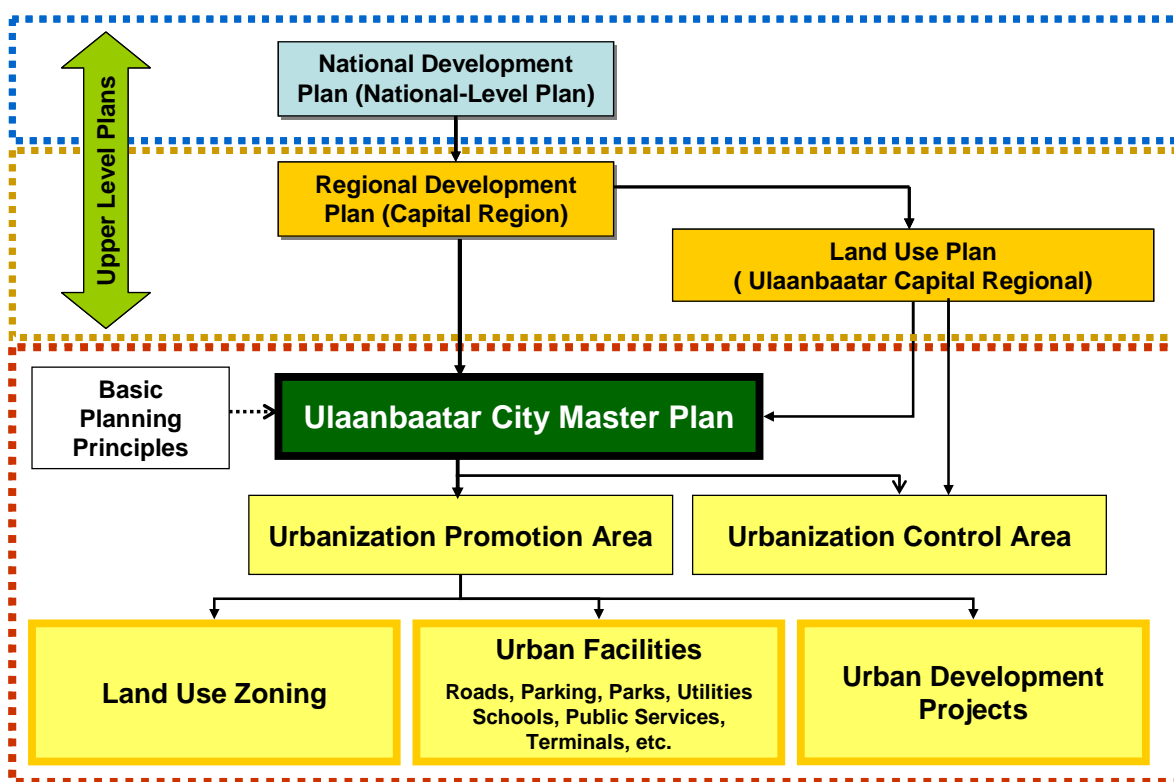 Upper Level Plans
National Development
Plan (National-Level Plan)
Regional Development
Plan (Capital Region)
Land Use Plan
( Ulaanbaatar Capital Regional)
Basic
Planning
Principles
Ulaanbaatar City Master Plan
Urbanization Promotion Area
Urbanization Control Area
Land Use Zoning
Urban Facilities
Roads, Parking, Parks, Utilities
Schools, Public Services,
Terminals, etc.
Urban Development
Projects